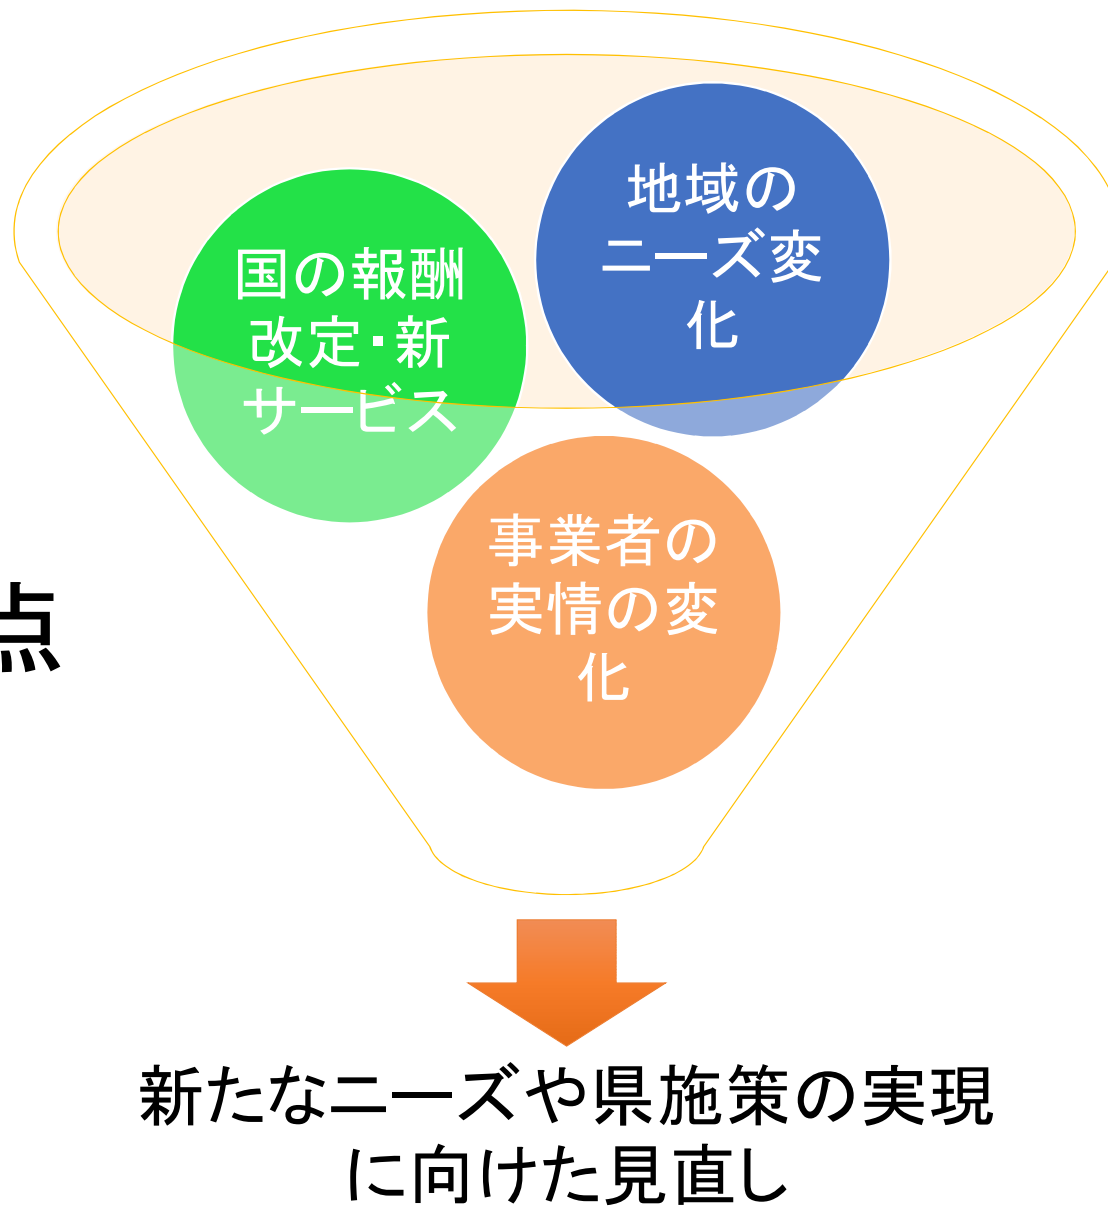 地域の
ニーズ変
化
国の報酬
改定・新
サービス
事業者の
実情の変
化
点
新たなニーズや県施策の実現
に向けた見直し